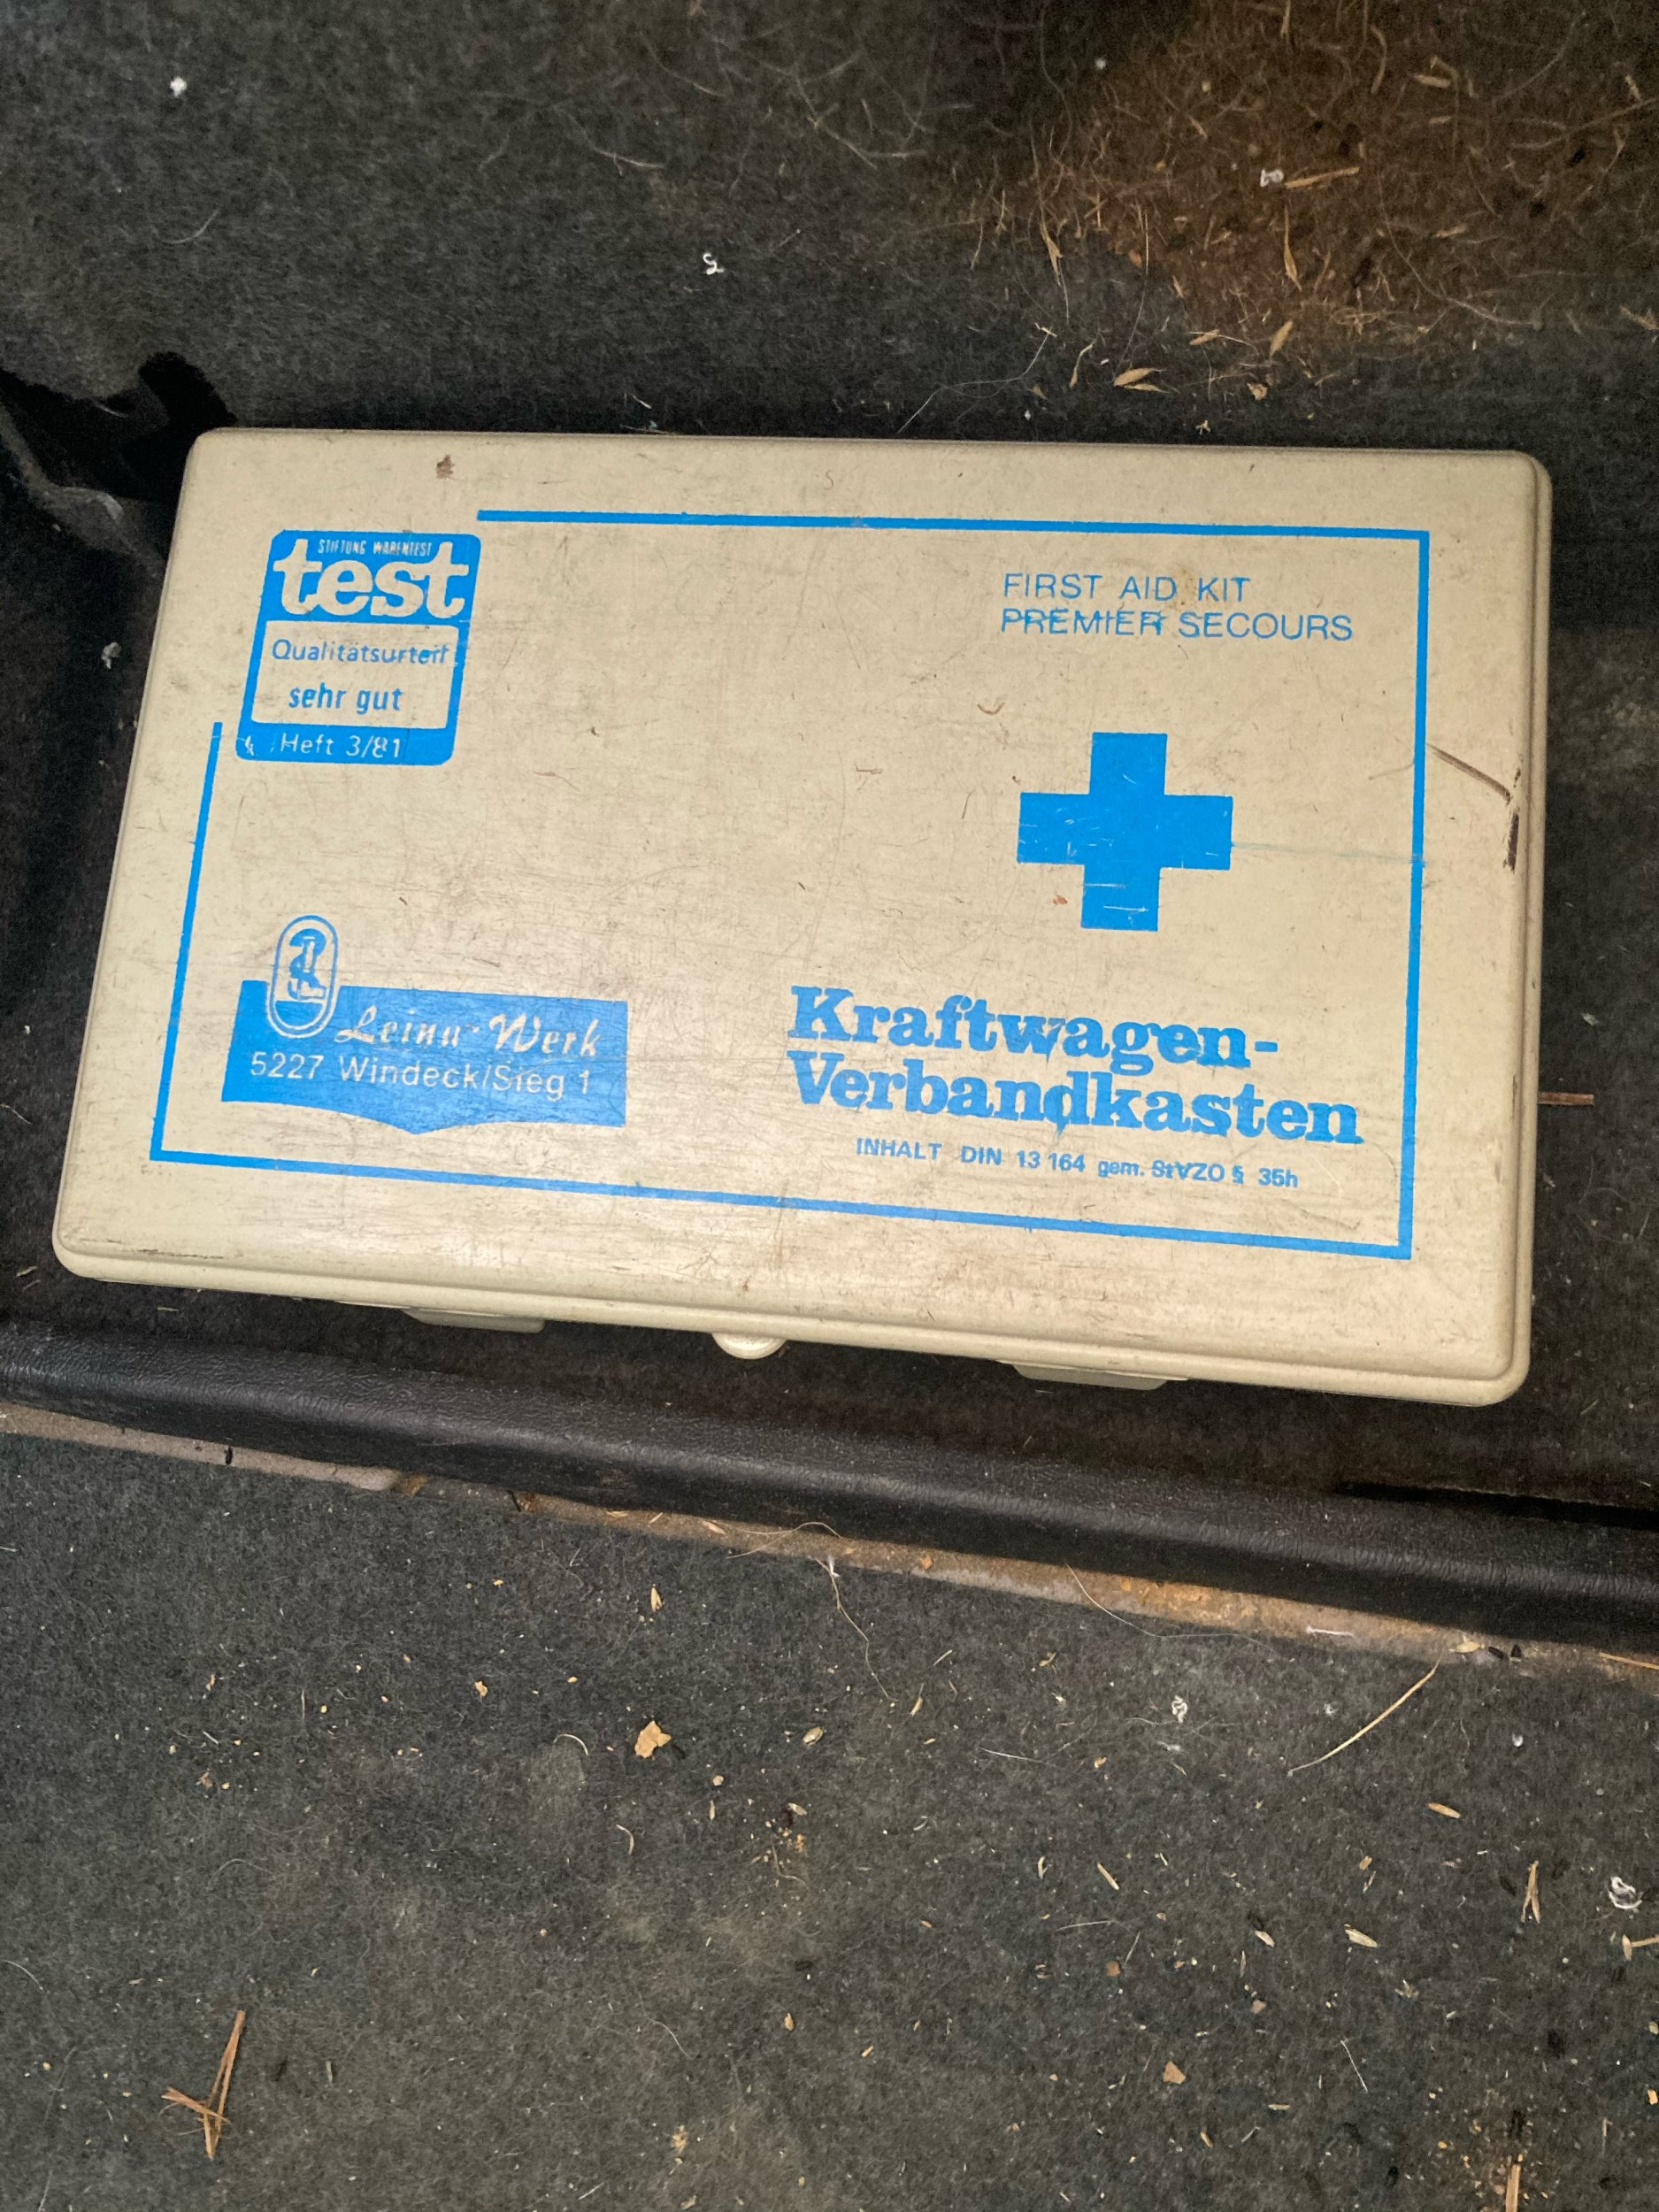 STIFTUNG WARENTEST
test
Qualitätsurteil
sehr gut
Heft 3/81
FIRST AID KIT
PREMIER SECOURS
Leina-Werk
5227 Windeck/Sieg 1
Kraftwagen-
Verbandkasten
INHALT DIN 13 164 gem. StVZO § 35h